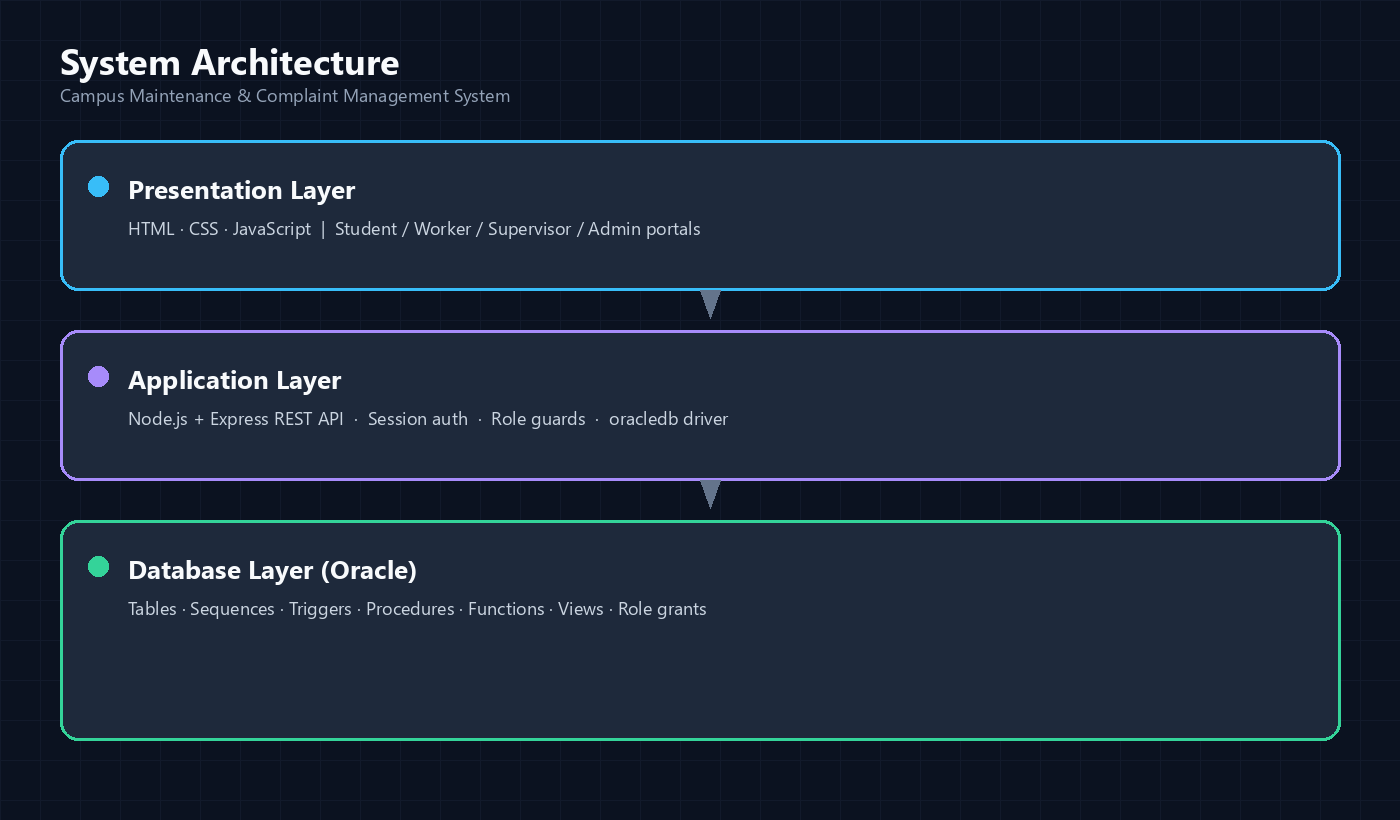 System Architecture
Campus Maintenance & Complaint Management System
Presentation Layer
HTML · CSS · JavaScript | Student / Worker / Supervisor / Admin portals
Application Layer
Node.js + Express REST API · Session auth · Role guards · oracledb driver
Database Layer (Oracle)
Tables · Sequences · Triggers · Procedures · Functions · Views · Role grants